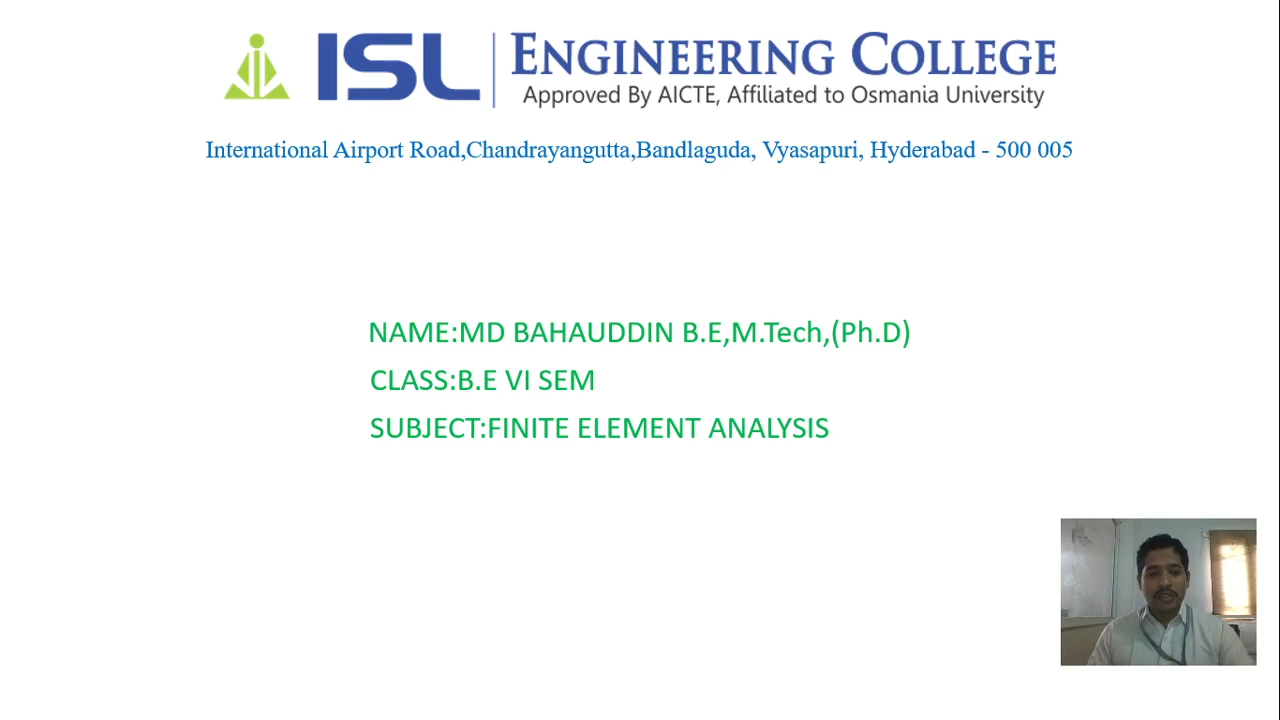 ISL ENGINEERING COLLEGE
Approved By AICTE, Affiliated to Osmania University
International Airport Road,Chandrayangutta,Bandlaguda, Vyasapuri, Hyderabad - 500 005
NAME:MD BAHAUDDIN B.E,M.Tech,(Ph.D)
CLASS:B.E VI SEM
SUBJECT:FINITE ELEMENT ANALYSIS